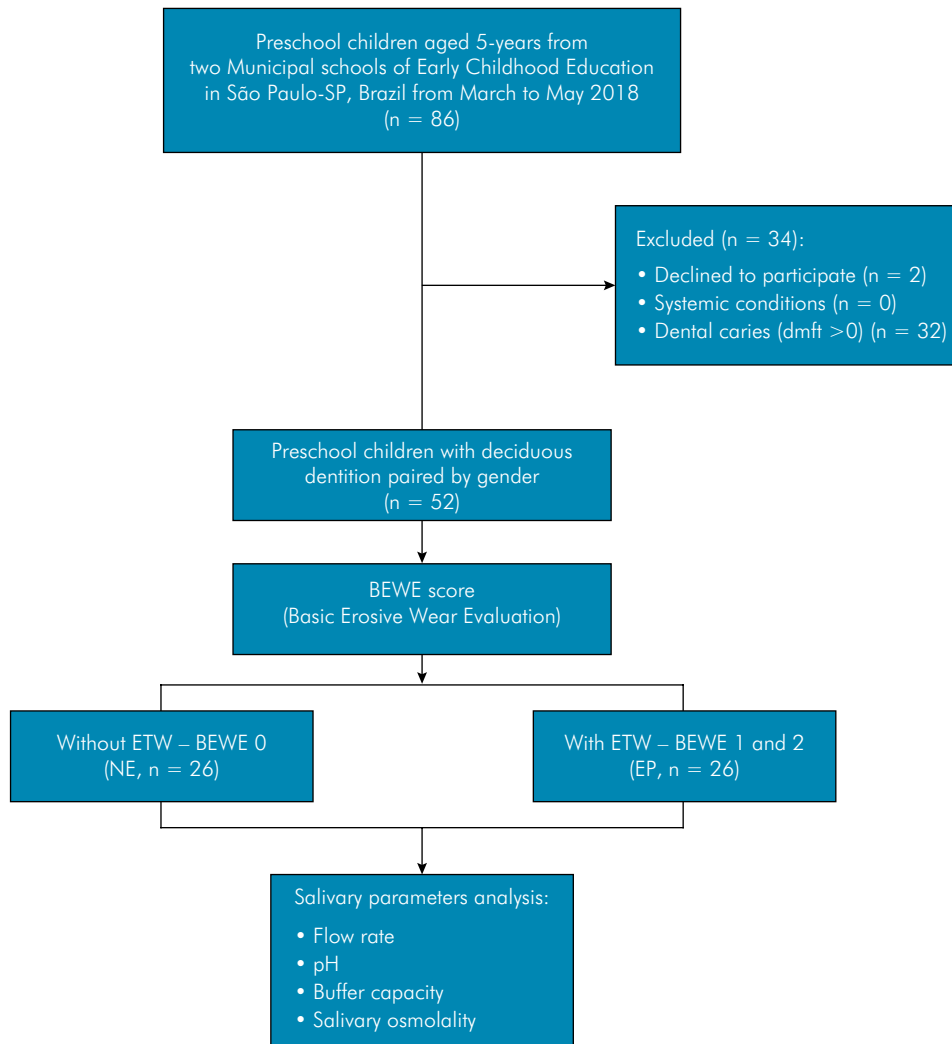 Preschool children aged 5-years from
two Municipal schools of Early Childhood Education
in São Paulo-SP, Brazil from March to May 2018
(n = 86)
Excluded (n = 34):
• Declined to participate (n = 2)
• Systemic conditions (n = 0)
• Dental caries (dmft >0) (n = 32)
Preschool children with deciduous
dentition paired by gender
(n = 52)
BEWE score
(Basic Erosive Wear Evaluation)
Without ETW – BEWE 0
(NE, n = 26)
With ETW – BEWE 1 and 2
(EP, n = 26)
Salivary parameters analysis:
• Flow rate
• pH
• Buffer capacity
• Salivary osmolality